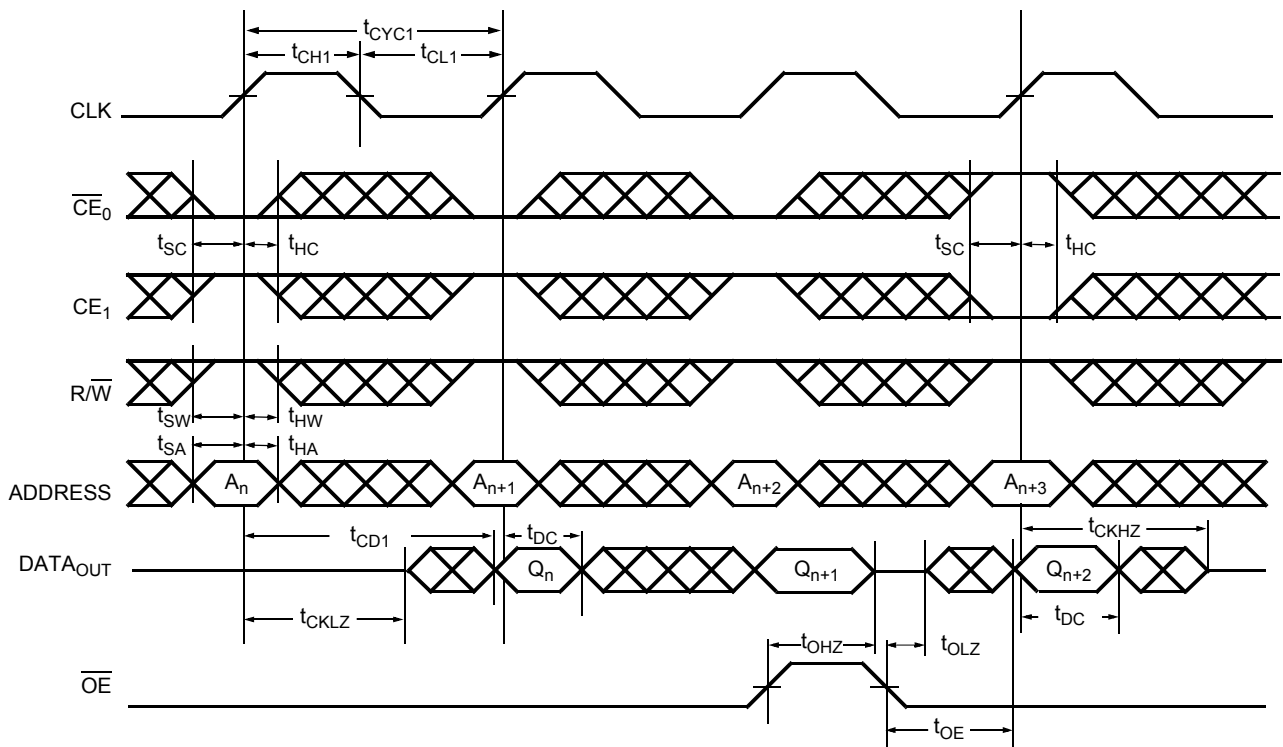 tCYC1
tCH1 tCL1
CLK
CE0
tSC tHC tSC tHC
CE1
R/W
tSW tHW
tSA tHA
ADDRESS An An+1 An+2 An+3
tCD1 tDC tCKHZ
DATAOUT Qn Qn+1 Qn+2
tCKLZ tDC
tOHZ tOLZ
OE
tOE